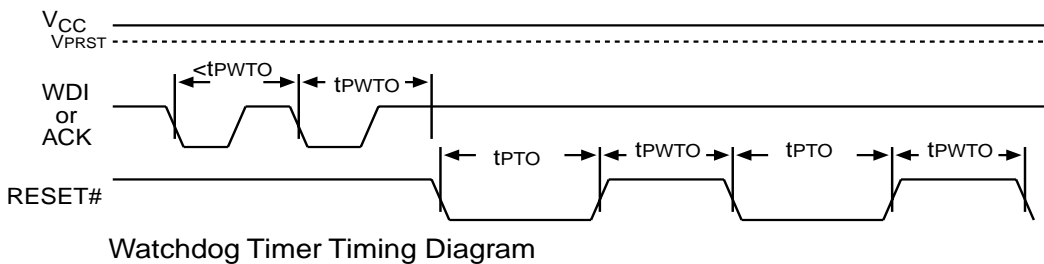 VCC
VPRST
<tPWTO
tPWTO
WDI
or
ACK
tPTO
tPWTO
tPTO
tPWTO
RESET#
Watchdog Timer Timing Diagram